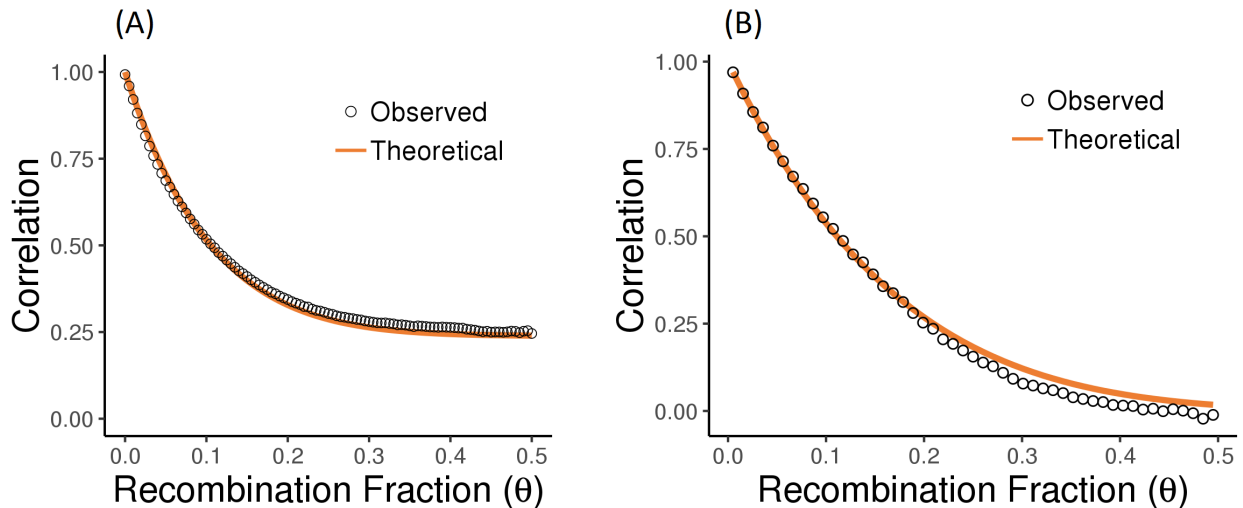 (A)
1.00
0.75
0.50
0.25
0.00
Correlation
Observed
Theoretical
0.0 0.1 0.2 0.3 0.4 0.5
Recombination Fraction (θ)
(B)
1.00
0.75
0.50
0.25
0.00
Correlation
Observed
Theoretical
0.0 0.1 0.2 0.3 0.4 0.5
Recombination Fraction (θ)